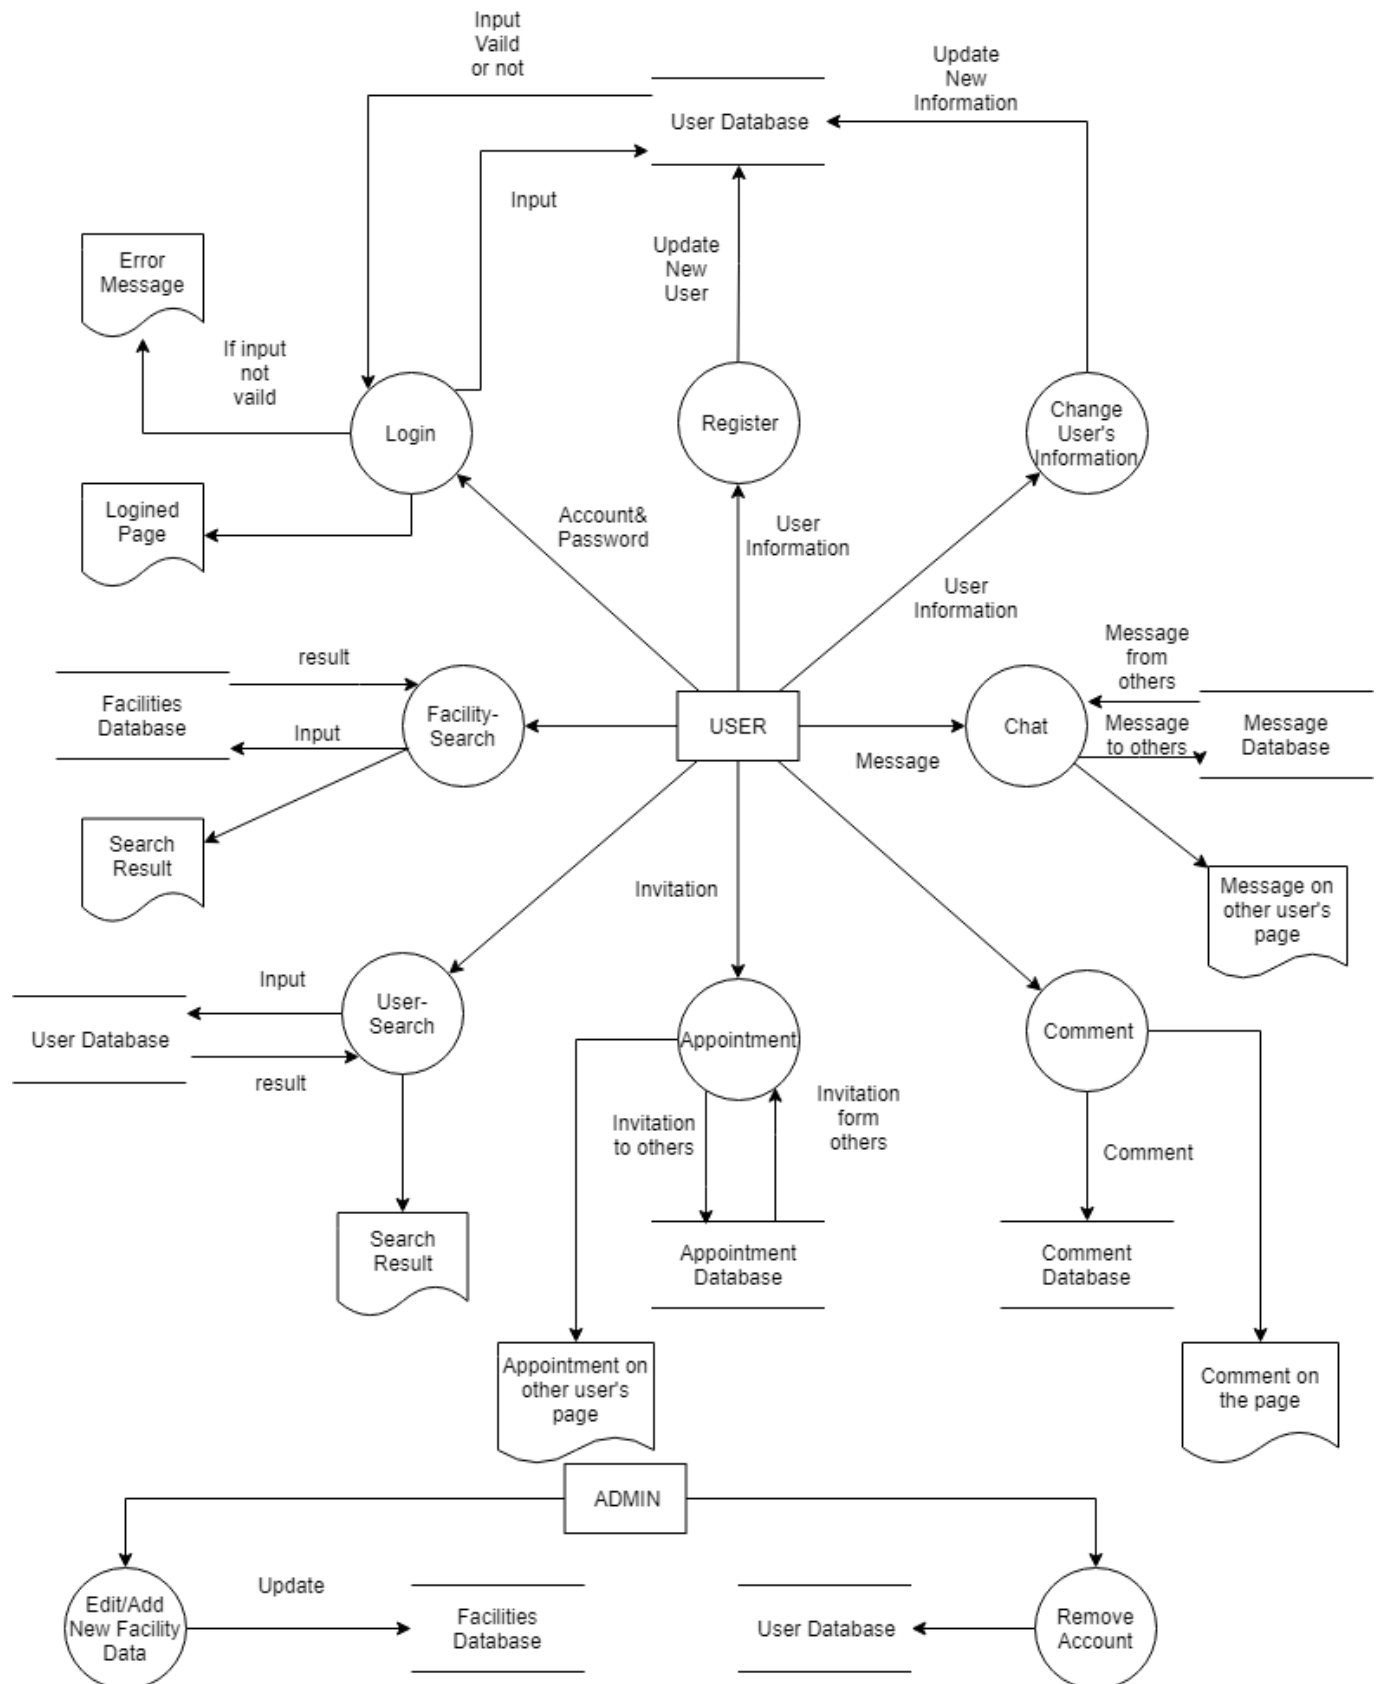 Input
Vaild
or not
Update
New
Information
User Database
Input
Update
New
User
Error
Message
If input
not
vaild
Login
Register
Change
User's
Information
Logined
Page
Account&
Password
User
Information
User
Information
result
Facilities
Database
Input
Facility-
Search
USER
Message
Chat
Message
from
others
Message
to others
Message
Database
Search
Result
Invitation
Message on
other user's
page
Input
User Database
result
User-
Search
Appointment
Comment
Invitation
to others
Invitation
form
others
Comment
Search
Result
Appointment
Database
Comment
Database
Appointment on
other user's
page
Comment on
the page
ADMIN
Edit/Add
New Facility
Data
Update
Facilities
Database
User Database
Remove
Account